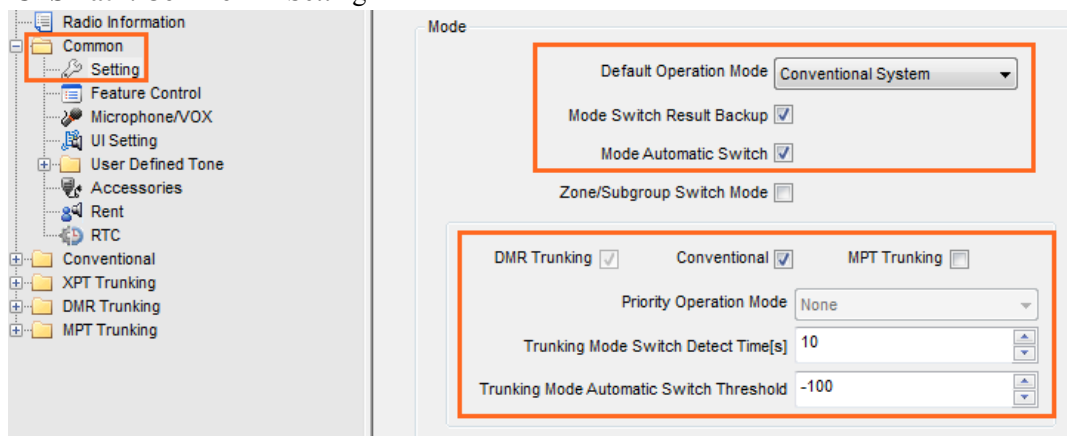 Radio Information
Common
Setting
Feature Control
Microphone/VOX
UI Setting
User Defined Tone
Accessories
Rent
RTC
Conventional
XPT Trunking
DMR Trunking
MPT Trunking
Mode
Default Operation Mode Conventional System
Mode Switch Result Backup
Mode Automatic Switch
Zone/Subgroup Switch Mode
DMR Trunking Conventional MPT Trunking
Priority Operation Mode None
Trunking Mode Switch Detect Time[s] 10
Trunking Mode Automatic Switch Threshold -100